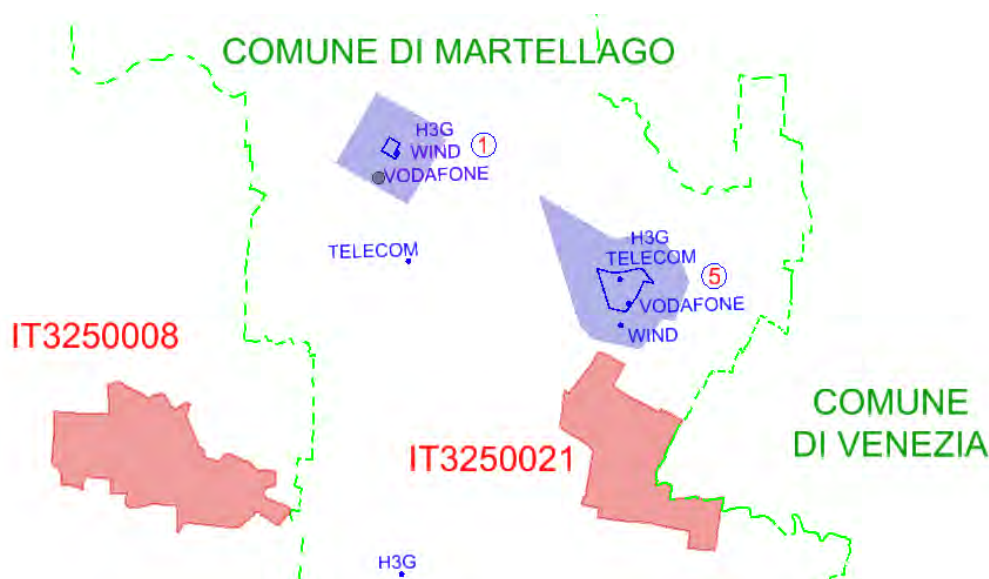 COMUNE DI MARTELLAGO
H3G
WIND
1
VODAFONE
H3G
TELECOM
TELECOM
5
VODAFONE
WIND
IT3250008
COMUNE
DI VENEZIA
IT3250021
H3G